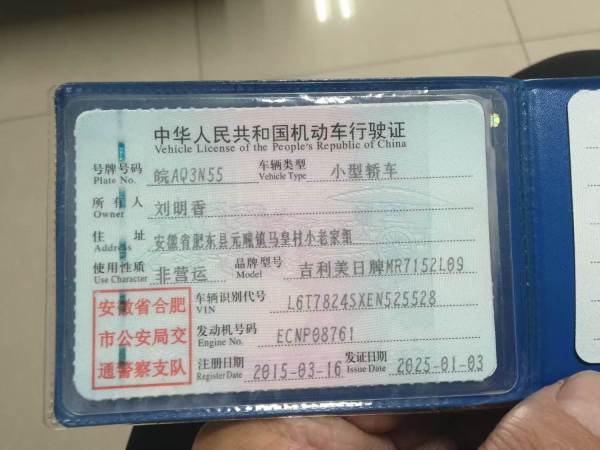 中华人民共和国机动车行驶证
Vehicle License of the People's Republic of China
号牌号码 皖AQ3N55 车辆类型 小型轿车
Plate No. Vehicle Type
所有人 刘明香
Owner
住址 安徽省肥东县元疃镇马皇村小老家组
Address
使用性质 非营运 品牌型号 吉利美日牌MR7152L09
Use Character Model
安徽省合肥市公安局交通警察支队
车辆识别代号 L6T7824SXEN525528
VIN
发动机号码 ECNP08761
Engine No.
注册日期 2015-03-16 发证日期 2025-01-03
Register Date Issue Date